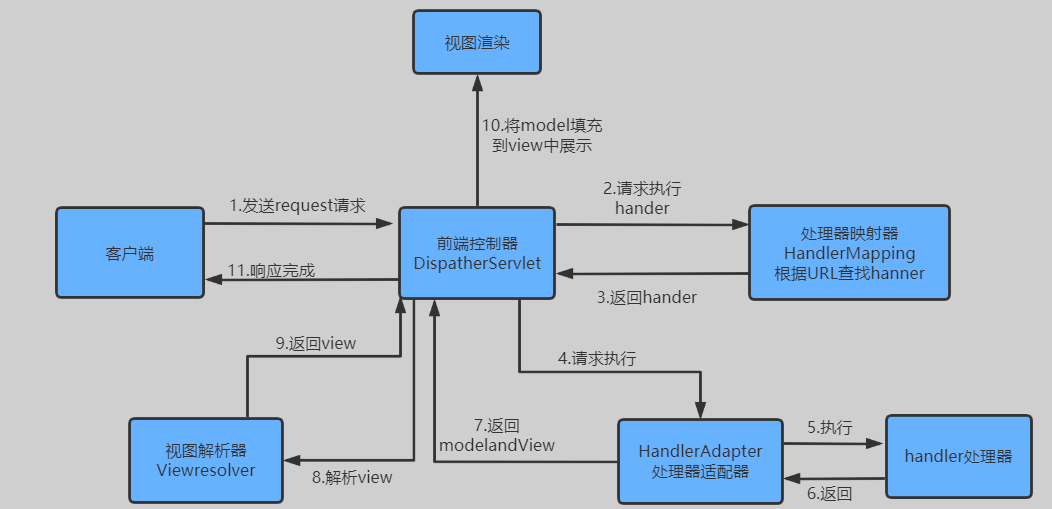 视图渲染
10.将model填充
到view中展示
1.发送request请求
2.请求执行
hander
客户端
前端控制器
DispatherServlet
处理器映射器
HandlerMapping
根据URL查找hanner
11.响应完成
3.返回hander
9.返回view
4.请求执行
7.返回
modelandView
5.执行
视图解析器
Viewresolver
8.解析view
HandlerAdapter
处理器适配器
handler处理器
6.返回